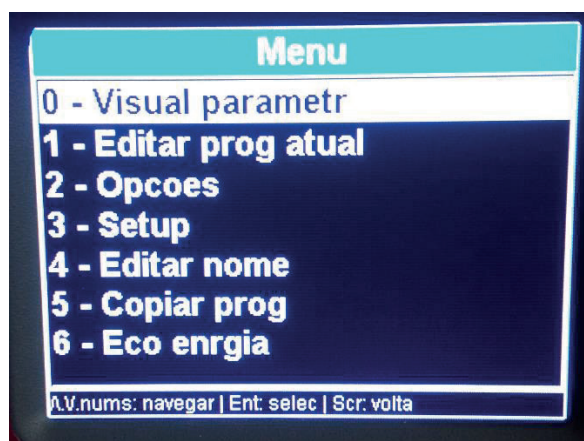 Menu
0 - Visual parametr
1 - Editar prog atual
2 - Opcoes
3 - Setup
4 - Editar nome
5 - Copiar prog
6 - Eco enrgia
Λ.V.nums: navegar | Ent: selec | Scr: volta